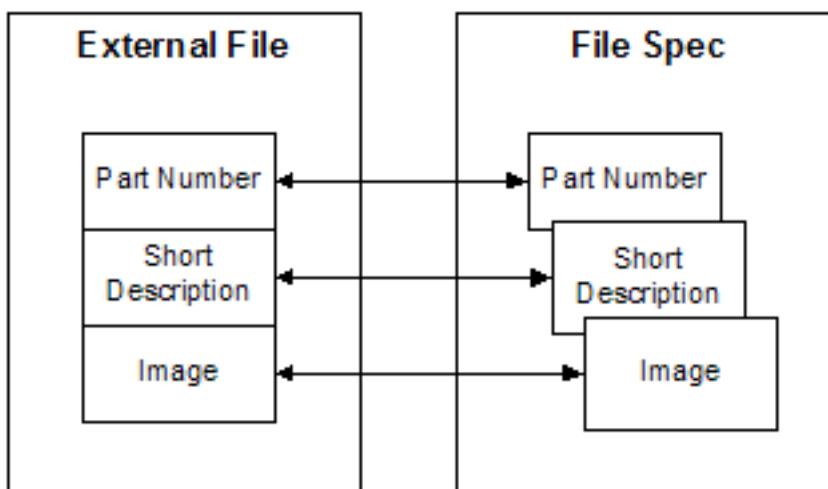 External File
Part Number
Short
Description
Image
File Spec
Part Number
Short
Description
Image